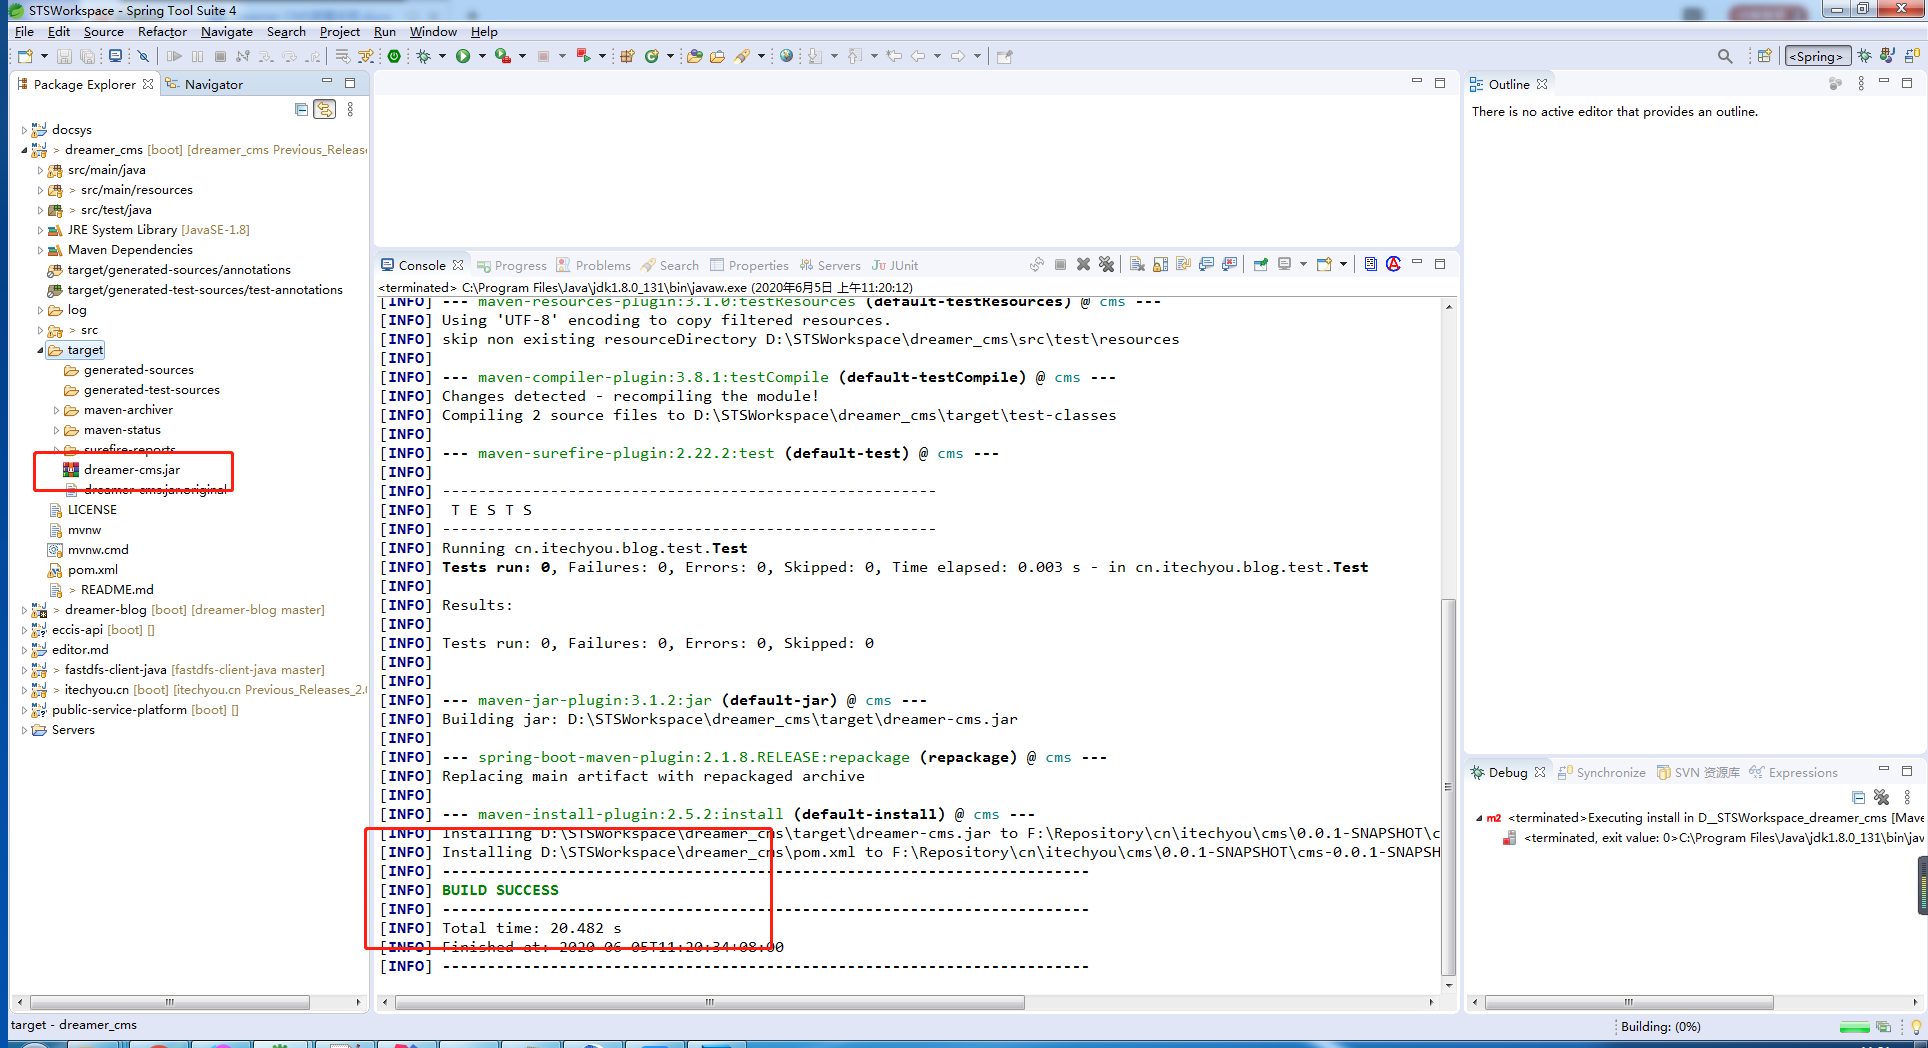 STSWorkspace - Spring Tool Suite 4
File Edit Source Refactor Navigate Search Project Run Window Help
<Spring>
Package Explorer
Navigator
docsys
> dreamer_cms [boot] [dreamer_cms Previous_Release
src/main/java
> src/main/resources
> src/test/java
JRE System Library [JavaSE-1.8]
Maven Dependencies
target/generated-sources/annotations
target/generated-test-sources/test-annotations
log
> src
target
generated-sources
generated-test-sources
maven-archiver
maven-status
surefire-reports
dreamer-cms.jar
dreamer-cms.jar.original
LICENSE
mvnw
mvnw.cmd
pom.xml
> README.md
> dreamer-blog [boot] [dreamer-blog master]
eccis-api [boot] []
editor.md
> fastdfs-client-java [fastdfs-client-java master]
> itechyou.cn [boot] [itechyou.cn Previous_Releases_2.0
public-service-platform [boot] []
Servers
Console Progress Problems Search Properties Servers JUnit
<terminated> C:\Program Files\Java\jdk1.8.0_131\bin\javaw.exe (2020年6月5日 上午11:20:12)
[INFO] --- maven-resources-plugin:3.1.0:testResources (default-testResources) @ cms ---
[INFO] Using 'UTF-8' encoding to copy filtered resources.
[INFO] skip non existing resourceDirectory D:\STSWorkspace\dreamer_cms\src\test\resources
[INFO]
[INFO] --- maven-compiler-plugin:3.8.1:testCompile (default-testCompile) @ cms ---
[INFO] Changes detected - recompiling the module!
[INFO] Compiling 2 source files to D:\STSWorkspace\dreamer_cms\target\test-classes
[INFO]
[INFO] --- maven-surefire-plugin:2.22.2:test (default-test) @ cms ---
[INFO]
[INFO] -------------------------------------------------------
[INFO]  T E S T S
[INFO] -------------------------------------------------------
[INFO] Running cn.itechyou.blog.test.Test
[INFO] Tests run: 0, Failures: 0, Errors: 0, Skipped: 0, Time elapsed: 0.003 s - in cn.itechyou.blog.test.Test
[INFO]
[INFO] Results:
[INFO]
[INFO] Tests run: 0, Failures: 0, Errors: 0, Skipped: 0
[INFO]
[INFO]
[INFO] --- maven-jar-plugin:3.1.2:jar (default-jar) @ cms ---
[INFO] Building jar: D:\STSWorkspace\dreamer_cms\target\dreamer-cms.jar
[INFO]
[INFO] --- spring-boot-maven-plugin:2.1.8.RELEASE:repackage (repackage) @ cms ---
[INFO] Replacing main artifact with repackaged archive
[INFO]
[INFO] --- maven-install-plugin:2.5.2:install (default-install) @ cms ---
[INFO] Installing D:\STSWorkspace\dreamer_cms\target\dreamer-cms.jar to F:\Repository\cn\itechyou\cms\0.0.1-SNAPSHOT\c
[INFO] Installing D:\STSWorkspace\dreamer_cms\pom.xml to F:\Repository\cn\itechyou\cms\0.0.1-SNAPSHOT\cms-0.0.1-SNAPSH
[INFO] ------------------------------------------------------------------------
[INFO] BUILD SUCCESS
[INFO] ------------------------------------------------------------------------
[INFO] Total time: 20.482 s
[INFO] Finished at: 2020-06-05T11:20:34+08:00
[INFO] ------------------------------------------------------------------------
Outline
There is no active editor that provides an outline.
Debug Synchronize SVN 资源库 Expressions
<terminated>Executing install in D__STSWorkspace_dreamer_cms [Mave
<terminated, exit value: 0>C:\Program Files\Java\jdk1.8.0_131\bin\jav
target - dreamer_cms
Building: (0%)